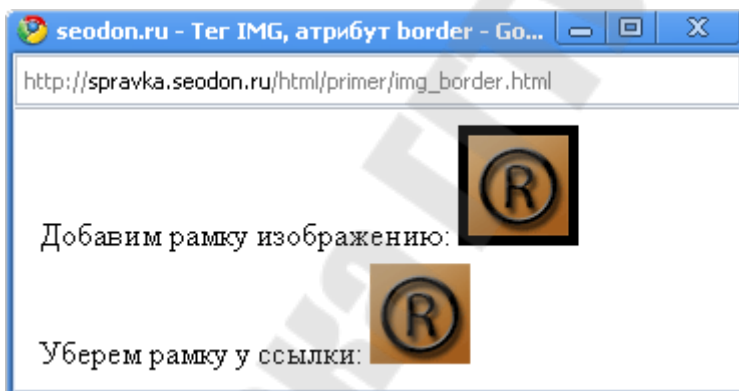 seodon.ru - Тег IMG, атрибут border - Go...
http://spravka.seodon.ru/html/primer/img_border.html
Добавим рамку изображению: ®
Уберем рамку у ссылки: ®